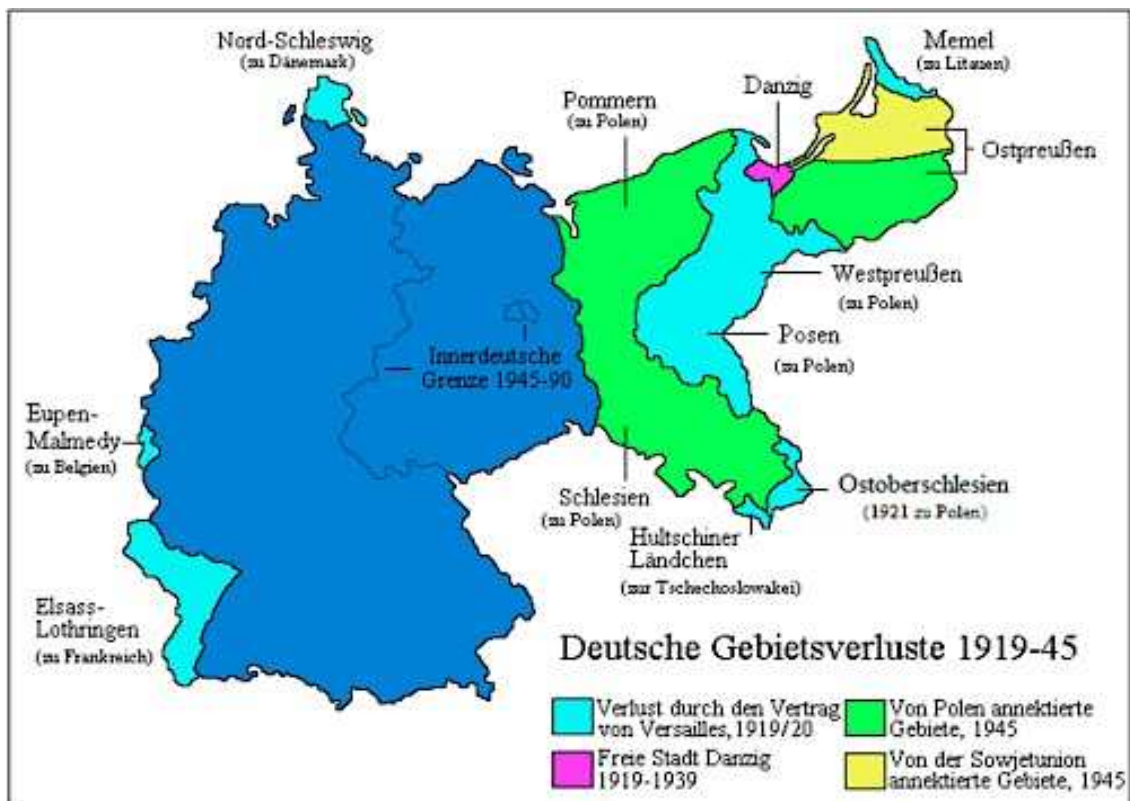 Nord-Schleswig
(zu Dänemark)
Memel
(zu Litauen)
Danzig
Pommern
(zu Polen)
Ostpreußen
Westpreußen
(zu Polen)
Posen
(zu Polen)
Innerdeutsche
Grenze 1945-90
Eupen-
Malmedy
(zu Belgien)
Schlesien
(zu Polen)
Ostoberschlesien
(1921 zu Polen)
Hultschiner
Ländchen
(zur Tschechoslowakei)
Elsass-
Lothringen
(zu Frankreich)
Deutsche Gebietsverluste 1919-45
Verlust durch den Vertrag
von Versailles, 1919/20
Freie Stadt Danzig
1919-1939
Von Polen annektierte
Gebiete, 1945
Von der Sowjetunion
annektierte Gebiete, 1945